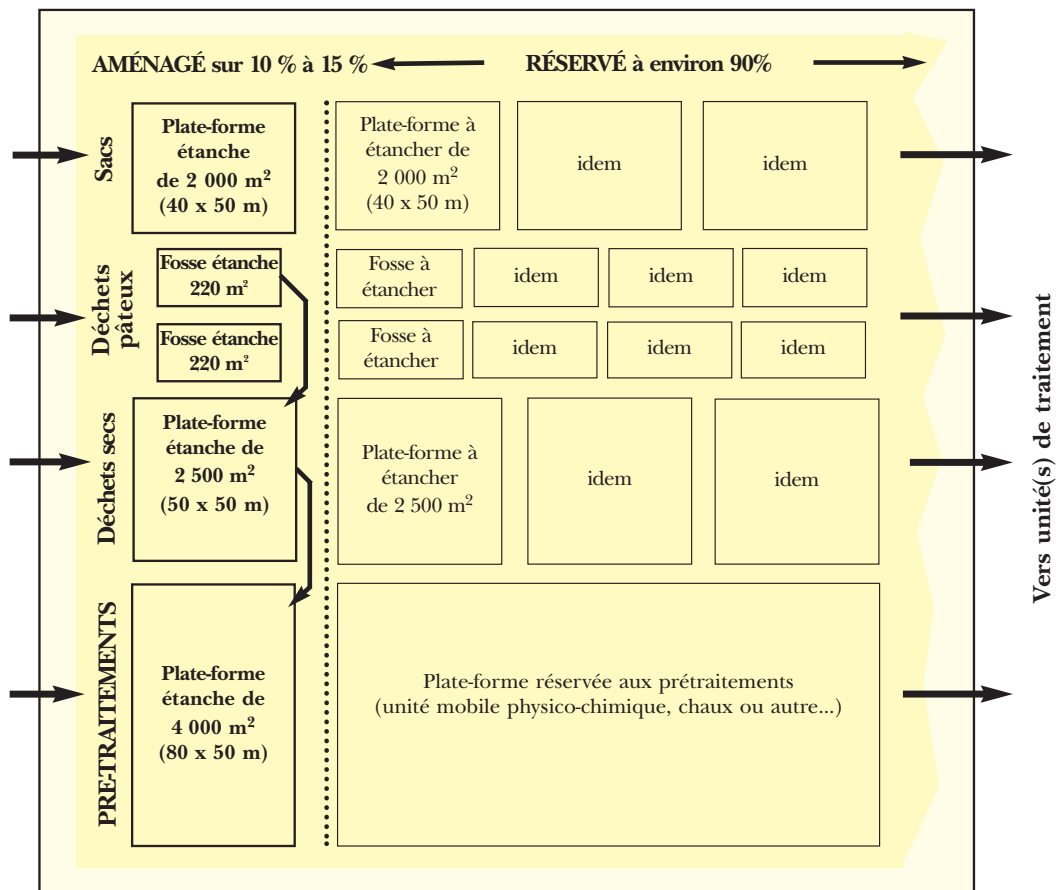 AMÉNAGÉ sur 10 % à 15 %
RÉSERVÉ à environ 90%
Sacs
Plate-forme
étanche
de 2 000 m²
(40 x 50 m)
Plate-forme à
étancher de
2 000 m²
(40 x 50 m)
idem
idem
Déchets
pâteux
Fosse étanche
220 m²
Fosse à
étancher
idem
idem
idem
Fosse étanche
220 m²
Fosse à
étancher
idem
idem
idem
Déchets secs
Plate-forme
étanche de
2 500 m²
(50 x 50 m)
Plate-forme à
étancher
de 2 500 m²
idem
idem
PRE-TRAITEMENTS
Plate-forme
étanche de
4 000 m²
(80 x 50 m)
Plate-forme réservée aux prétraitements
(unité mobile physico-chimique, chaux ou autre...)
Vers unité(s) de traitement